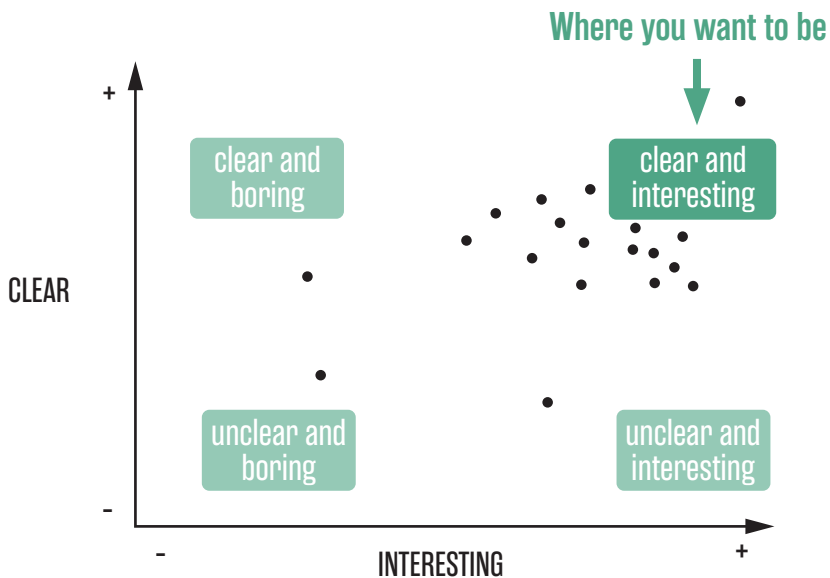 Where you want to be
+
clear and
boring
clear and
interesting
CLEAR
unclear and
boring
unclear and
interesting
-
-
+
INTERESTING